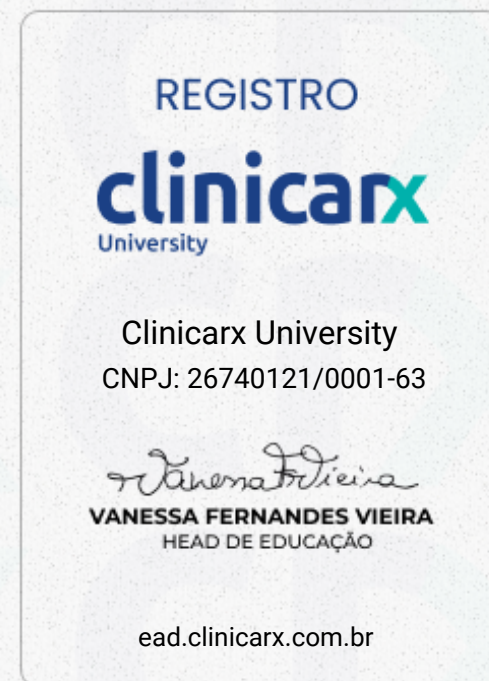 REGISTRO
clinicarx
University
Clinicarx University
CNPJ: 26740121/0001-63
Vanessa F Vieira
VANESSA FERNANDES VIEIRA
HEAD DE EDUCAÇÃO
ead.clinicarx.com.br